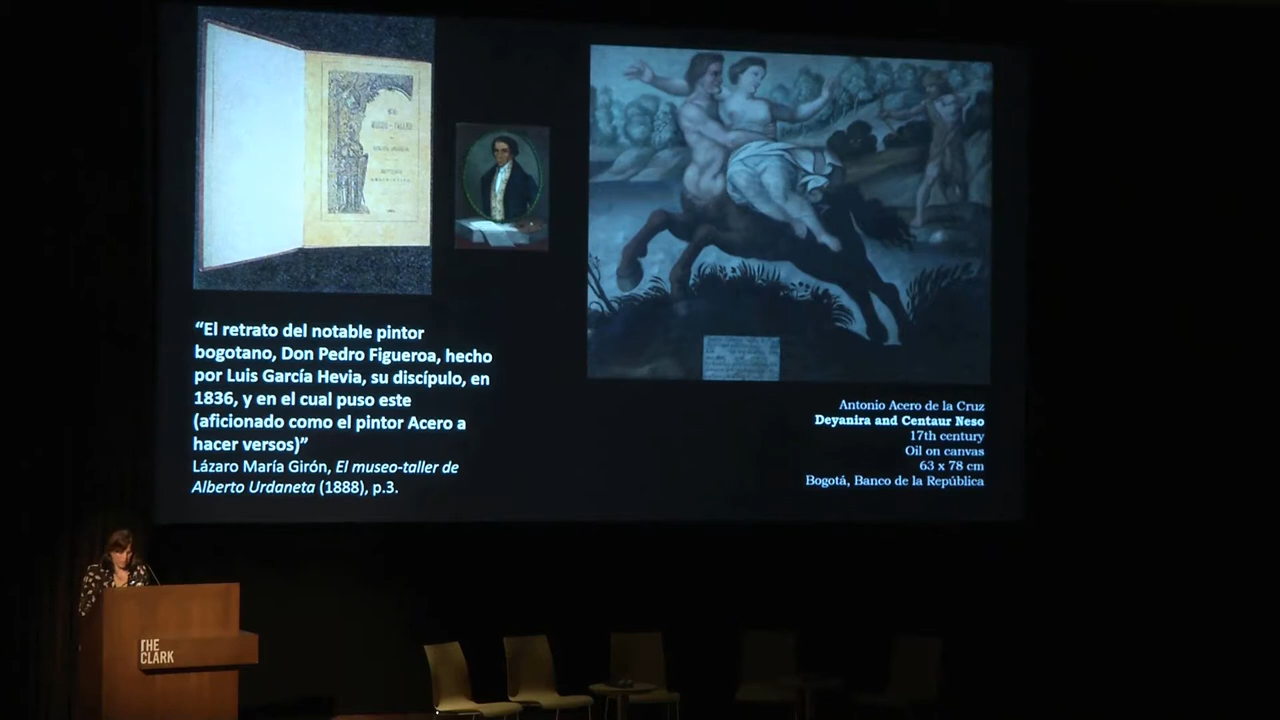 “El retrato del notable pintor
bogotano, Don Pedro Figueroa, hecho
por Luis García Hevia, su discípulo, en
1836, y en el cual puso este
(aficionado como el pintor Acero a
hacer versos)”
Lázaro María Girón, El museo-taller de
Alberto Urdaneta (1888), p.3.
Antonio Acero de la Cruz
Deyanira and Centaur Neso
17th century
Oil on canvas
63 x 78 cm
Bogotá, Banco de la República
THE
CLARK